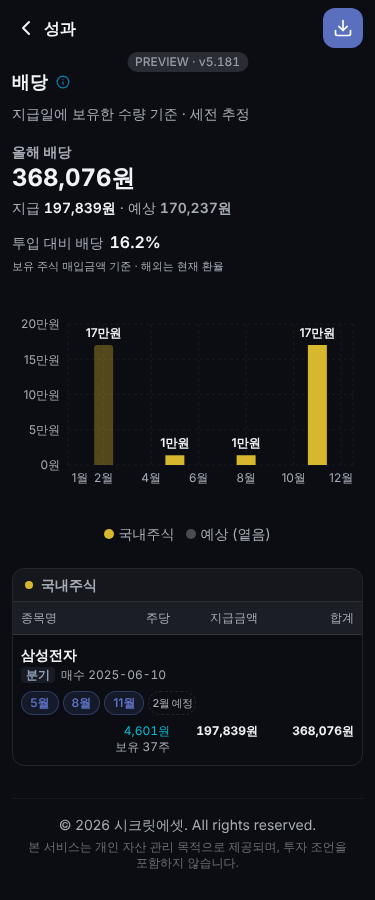 성과
PREVIEW · v5.181
배당
지급일에 보유한 수량 기준 · 세전 추정
올해 배당
368,076원
지급 197,839원 · 예상 170,237원
투입 대비 배당 16.2%
보유 주식 매입금액 기준 · 해외는 현재 환율
20만원
17만원 17만원
15만원
10만원
5만원
1만원 1만원
0원
1월 2월 4월 6월 8월 10월 12월
국내주식 예상 (옅음)
국내주식
종목명 주당 지급금액 합계
삼성전자
분기 매수 2025-06-10
5월 8월 11월 2월 예정
4,601원 197,839원 368,076원
보유 37주
© 2026 시크릿에셋. All rights reserved.
본 서비스는 개인 자산 관리 목적으로 제공되며, 투자 조언을
포함하지 않습니다.